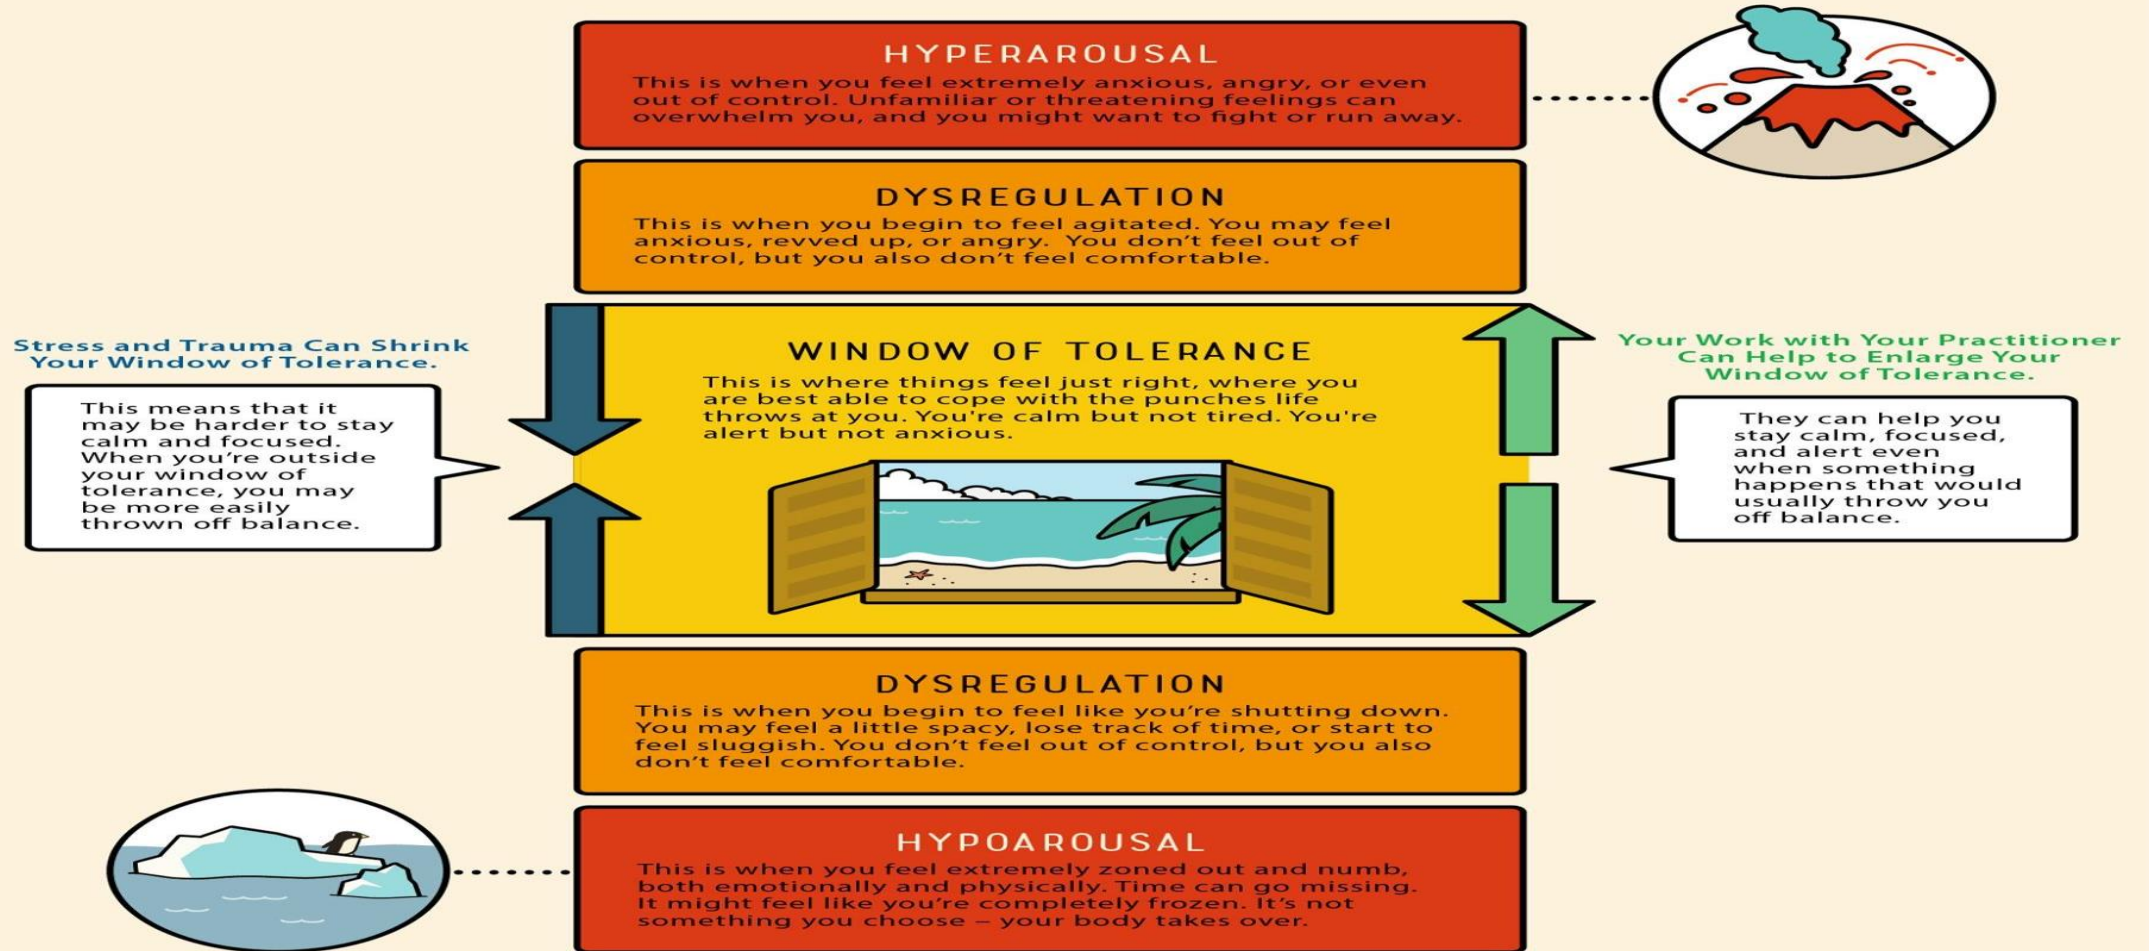 HYPERAROUSAL
This is when you feel extremely anxious, angry, or even
out of control. Unfamiliar or threatening feelings can
overwhelm you, and you might want to fight or run away.
DYSREGULATION
This is when you begin to feel agitated. You may feel
anxious, revved up, or angry.  You don’t feel out of
control, but you also don’t feel comfortable.
Stress and Trauma Can Shrink
Your Window of Tolerance.
This means that it
may be harder to stay
calm and focused.
When you’re outside
your window of
tolerance, you may
be more easily
thrown off balance.
WINDOW OF TOLERANCE
This is where things feel just right, where you
are best able to cope with the punches life
throws at you. You're calm but not tired. You're
alert but not anxious.
Your Work with Your Practitioner
Can Help to Enlarge Your
Window of Tolerance.
They can help you
stay calm, focused,
and alert even
when something
happens that would
usually throw you
off balance.
DYSREGULATION
This is when you begin to feel like you’re shutting down.
You may feel a little spacy, lose track of time, or start to
feel sluggish. You don’t feel out of control, but you also
don’t feel comfortable.
HYPOAROUSAL
This is when you feel extremely zoned out and numb,
both emotionally and physically. Time can go missing.
It might feel like you’re completely frozen. It’s not
something you choose – your body takes over.